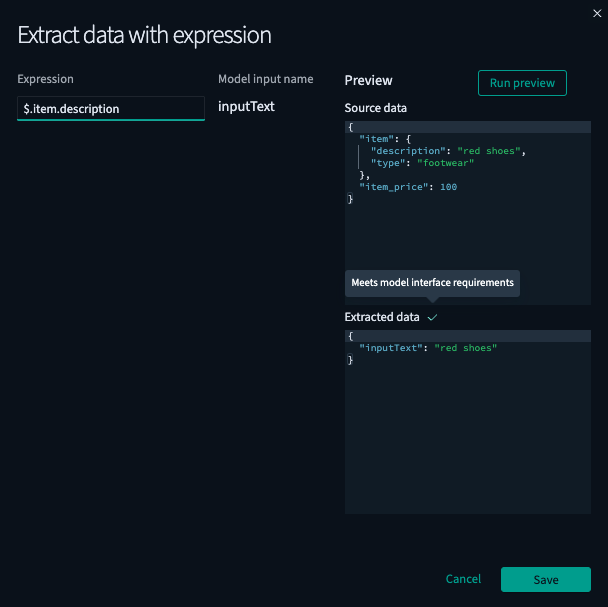 Extract data with expression
Expression
Model input name
$.item.description
inputText
Preview
Run preview
Source data
{
  "item": {
    "description": "red shoes",
    "type": "footwear"
  },
  "item_price": 100
}
Meets model interface requirements
Extracted data
{
  "inputText": "red shoes"
}
Cancel
Save